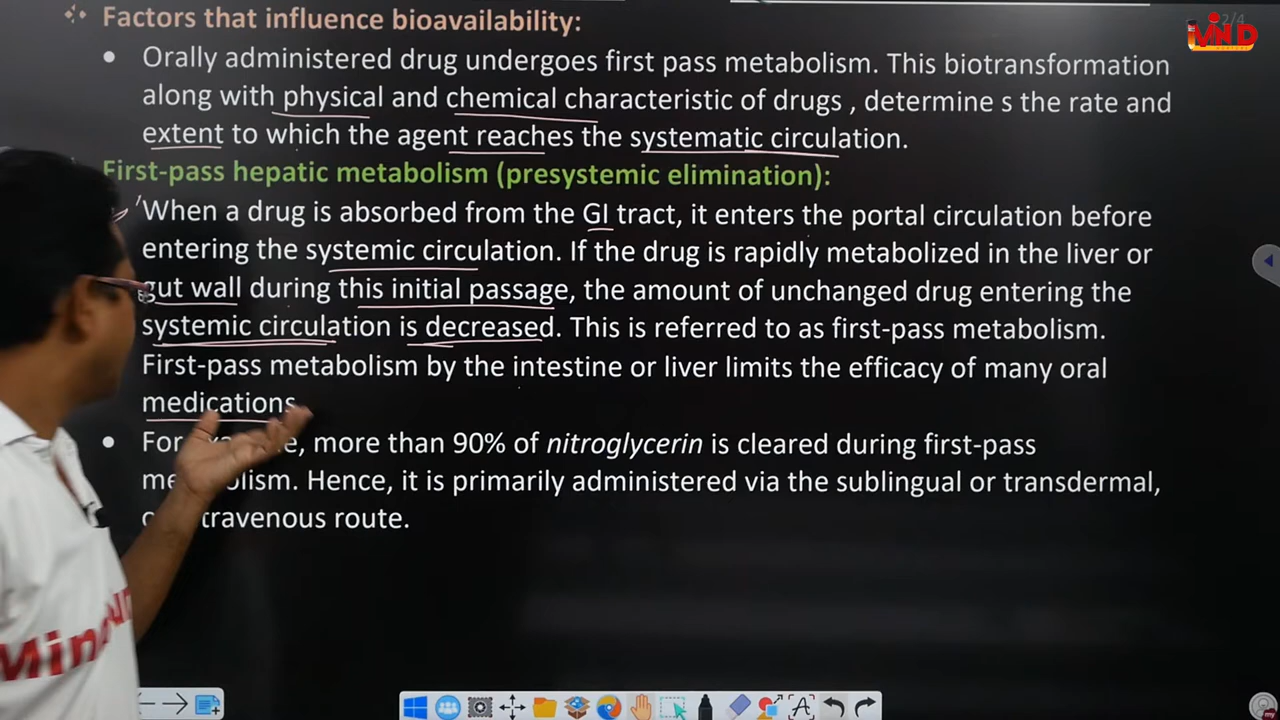 2/4
MIND
Factors that influence bioavailability:
• Orally administered drug undergoes first pass metabolism. This biotransformation
along with physical and chemical characteristic of drugs , determine s the rate and
extent to which the agent reaches the systematic circulation.
First-pass hepatic metabolism (presystemic elimination):
When a drug is absorbed from the GI tract, it enters the portal circulation before
entering the systemic circulation. If the drug is rapidly metabolized in the liver or
gut wall during this initial passage, the amount of unchanged drug entering the
systemic circulation is decreased. This is referred to as first-pass metabolism.
First-pass metabolism by the intestine or liver limits the efficacy of many oral
medications
• For , more than 90% of nitroglycerin is cleared during first-pass
Hence, it is primarily administered via the sublingual or transdermal,
route.
Min